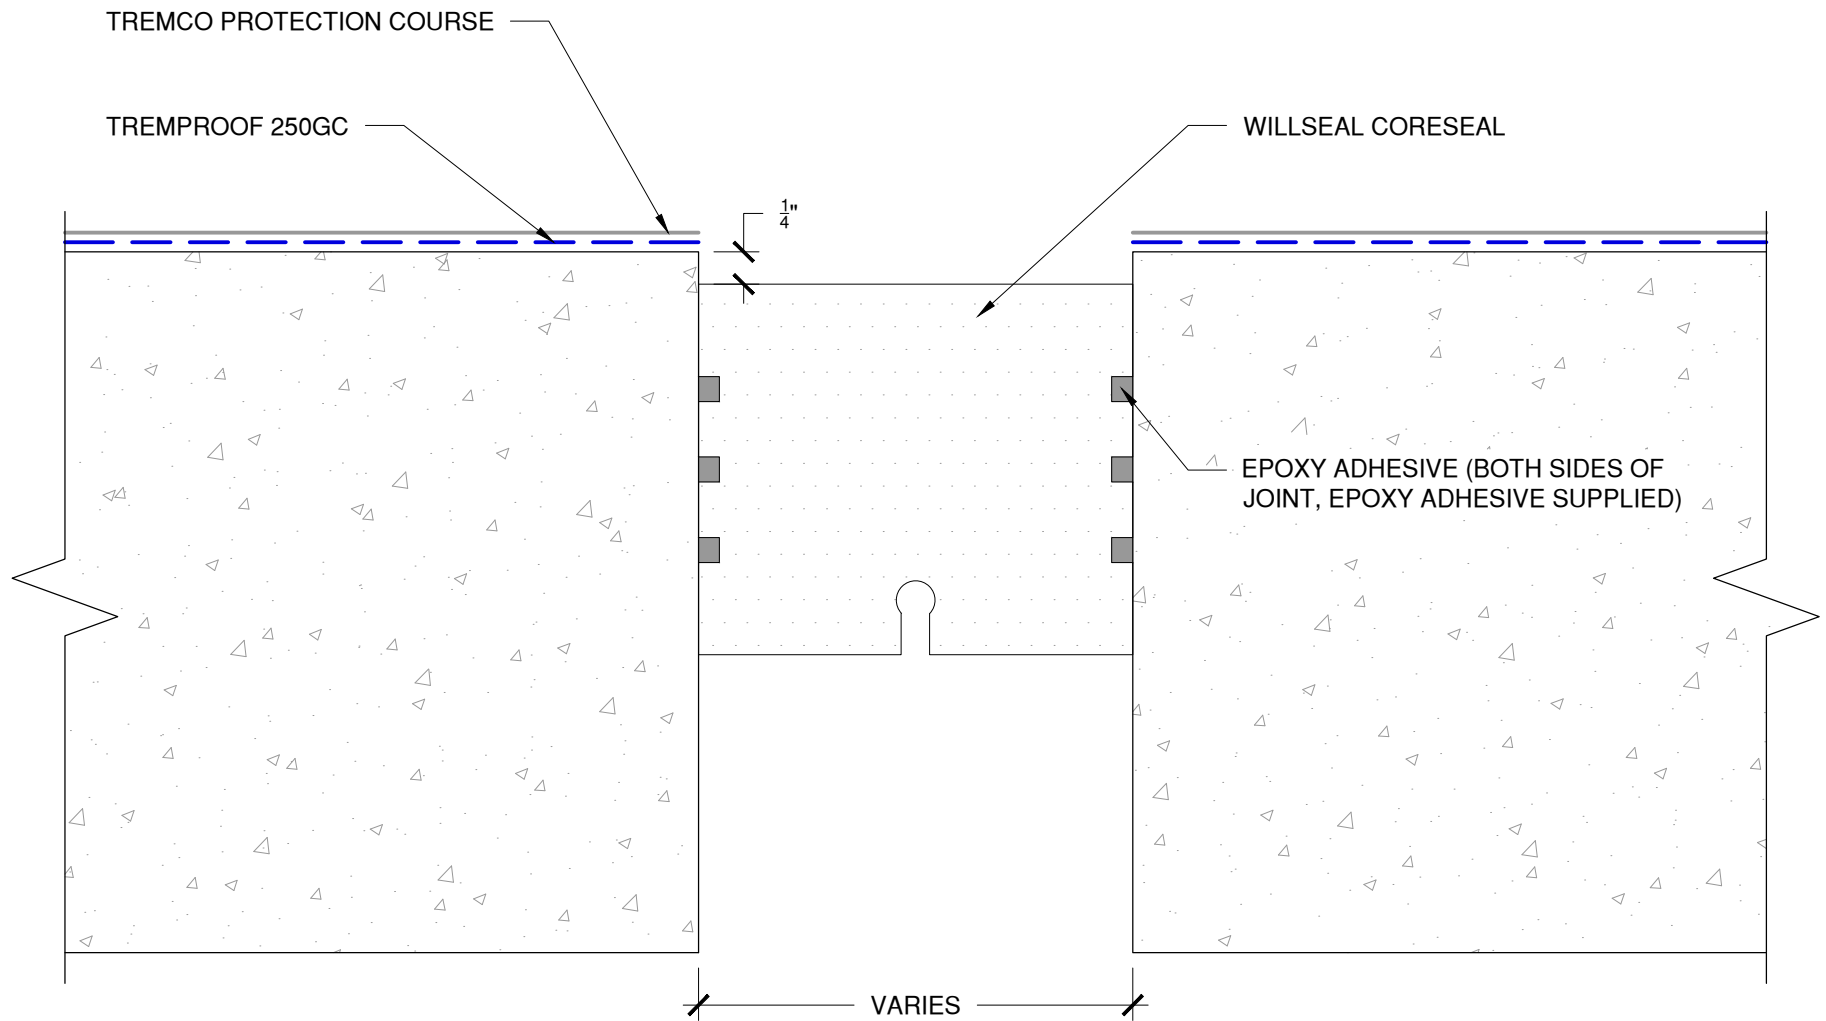 TREMCO PROTECTION COURSE
TREMPROOF 250GC
WILLSEAL CORESEAL
1/4"
EPOXY ADHESIVE (BOTH SIDES OF
JOINT, EPOXY ADHESIVE SUPPLIED)
VARIES